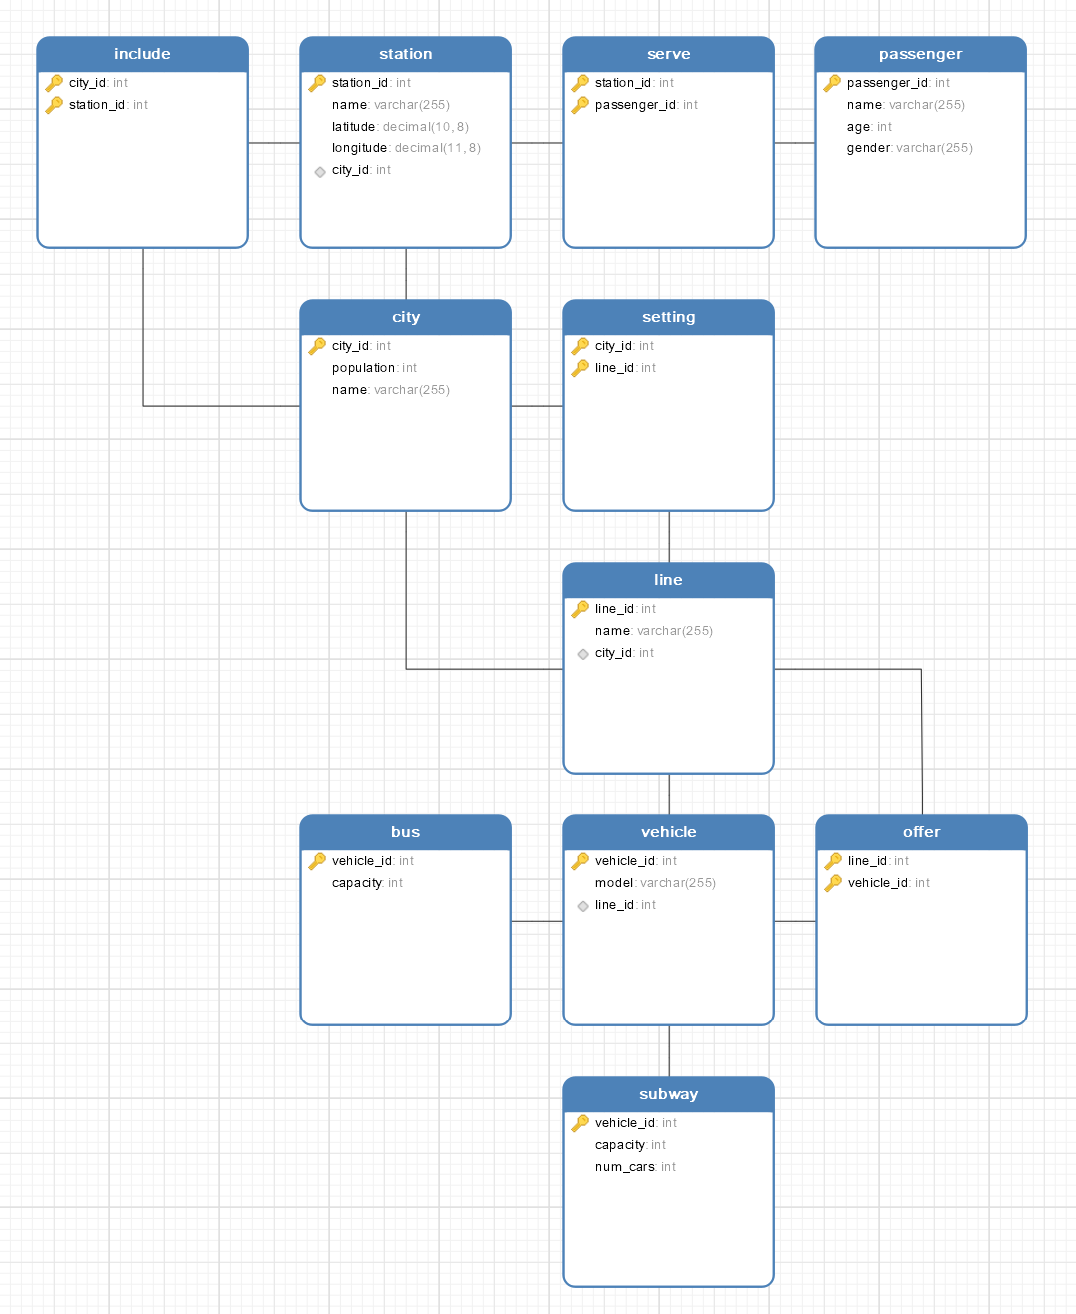 include
city_id: int
station_id: int
station
station_id: int
name: varchar(255)
latitude: decimal(10, 8)
longitude: decimal(11, 8)
city_id: int
serve
station_id: int
passenger_id: int
passenger
passenger_id: int
name: varchar(255)
age: int
gender: varchar(255)
city
city_id: int
population: int
name: varchar(255)
setting
city_id: int
line_id: int
line
line_id: int
name: varchar(255)
city_id: int
bus
vehicle_id: int
capacity: int
vehicle
vehicle_id: int
model: varchar(255)
line_id: int
offer
line_id: int
vehicle_id: int
subway
vehicle_id: int
capacity: int
num_cars: int